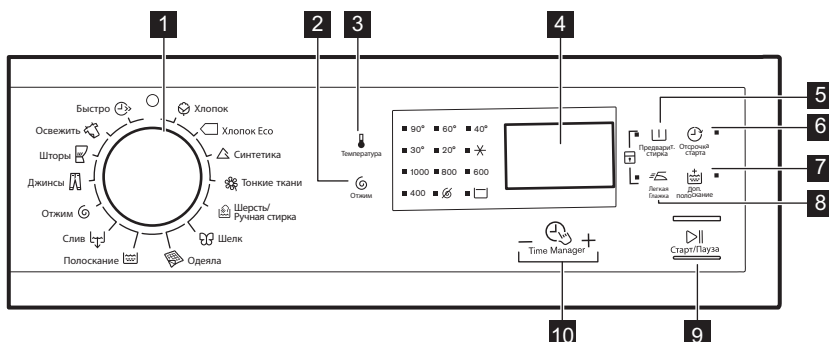 1
2
3
4
5
6
7
8
9
10
Быстро
Освежить
Шторы
Джинсы
Отжим
Слив
Полоскание
Хлопок
Хлопок Eco
Синтетика
Тонкие ткани
Шерсть/
Ручная стирка
Шелк
Одеяла
Температура
Отжим
90° 60° 40°
30° 20°
1000 800 600
400
Предварит.
стирка
Отсрочка
старта
Легкая
Глажка
Доп.
полоскание
Time Manager
Старт/Пауза